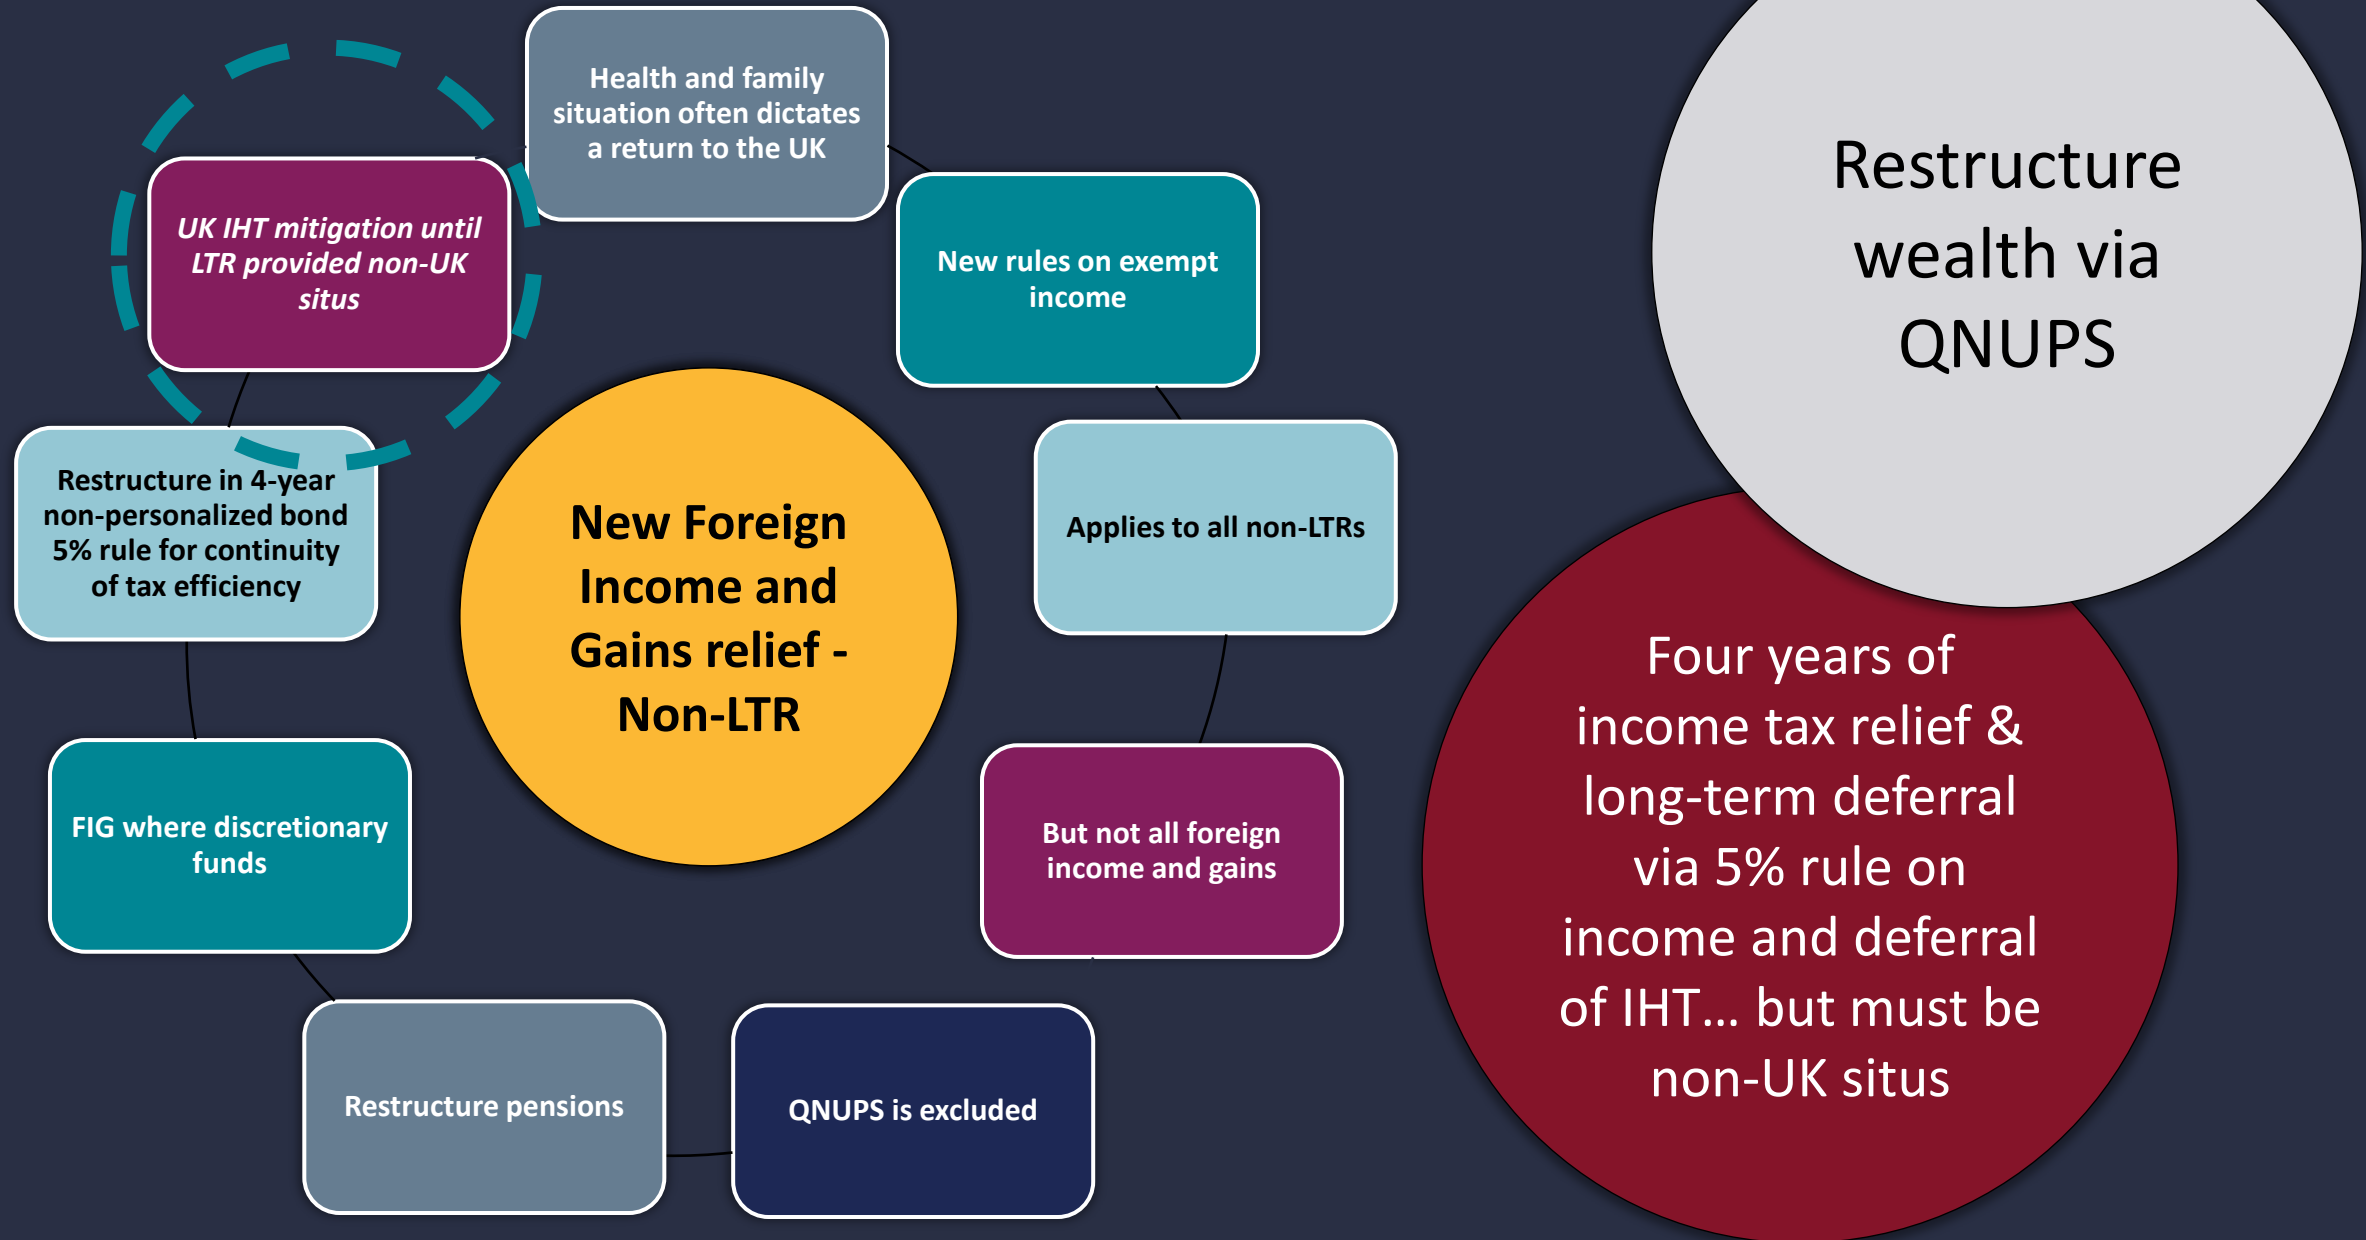 Health and family
situation often dictates
a return to the UK
New rules on exempt
income
Applies to all non-LTRs
But not all foreign
income and gains
QNUPS is excluded
Restructure pensions
FIG where discretionary
funds
Restructure in 4-year
non-personalized bond
5% rule for continuity
of tax efficiency
UK IHT mitigation until
LTR provided non-UK
situs
New Foreign
Income and
Gains relief -
Non-LTR
Restructure
wealth via
QNUPS
Four years of
income tax relief &
long-term deferral
via 5% rule on
income and deferral
of IHT... but must be
non-UK situs